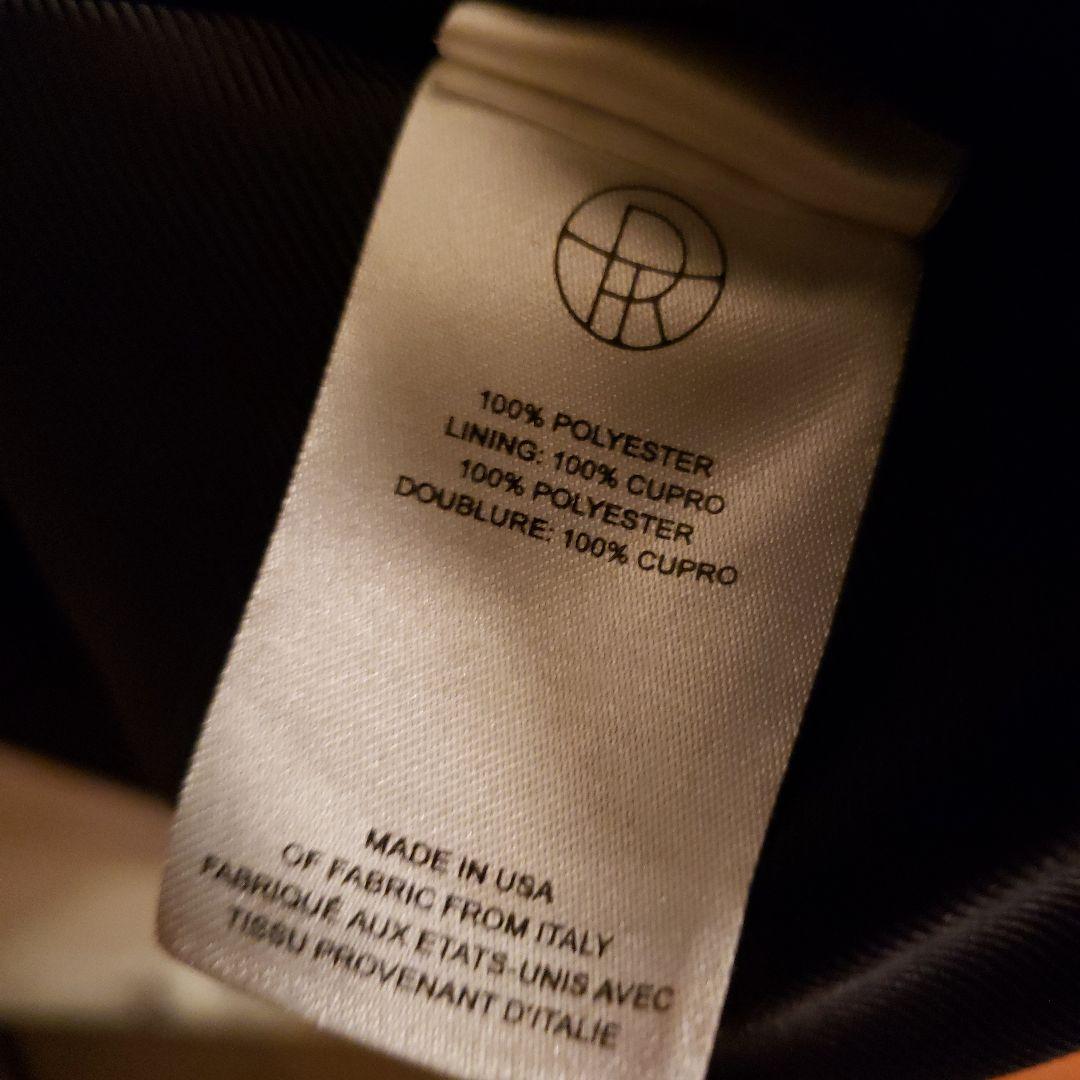 100% POLYESTER
LINING: 100% CUPRO
100% POLYESTER
DOUBLURE: 100% CUPRO
MADE IN USA
OF FABRIC FROM ITALY
FABRIQUÉ AUX ETATS-UNIS AVEC
TISSU PROVENANT D'ITALIE